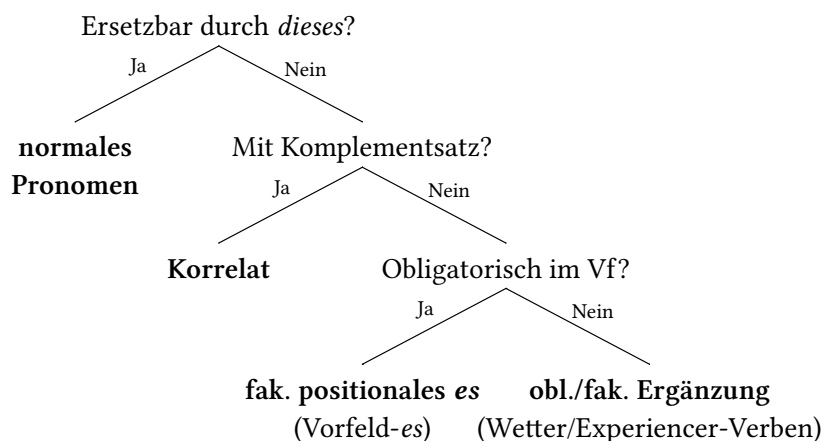 Ersetzbar durch dieses?
Ja Nein
normales Pronomen
Mit Komplementsatz?
Ja Nein
Korrelat
Obligatorisch im Vf?
Ja Nein
fak. positionales es
(Vorfeld-es)
obl./fak. Ergänzung
(Wetter/Experiencer-Verben)